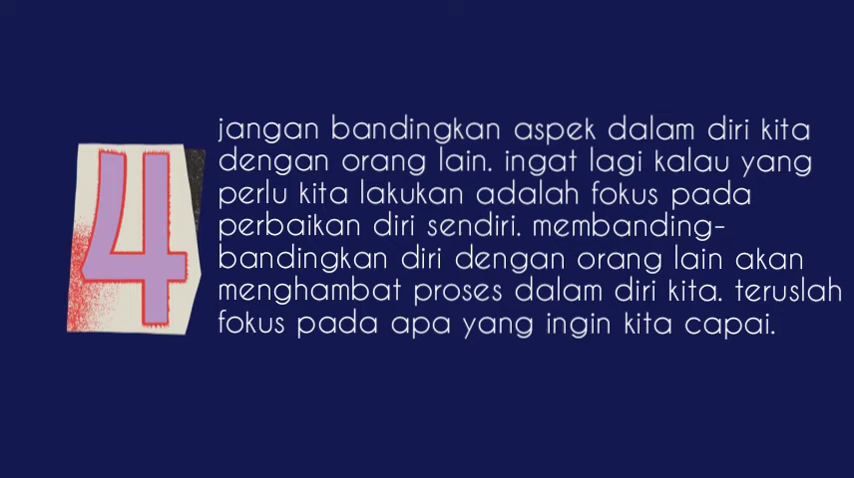 4
jangan bandingkan aspek dalam diri kita
dengan orang lain. ingat lagi kalau yang
perlu kita lakukan adalah fokus pada
perbaikan diri sendiri. membanding-
bandingkan diri dengan orang lain akan
menghambat proses dalam diri kita. teruslah
fokus pada apa yang ingin kita capai.